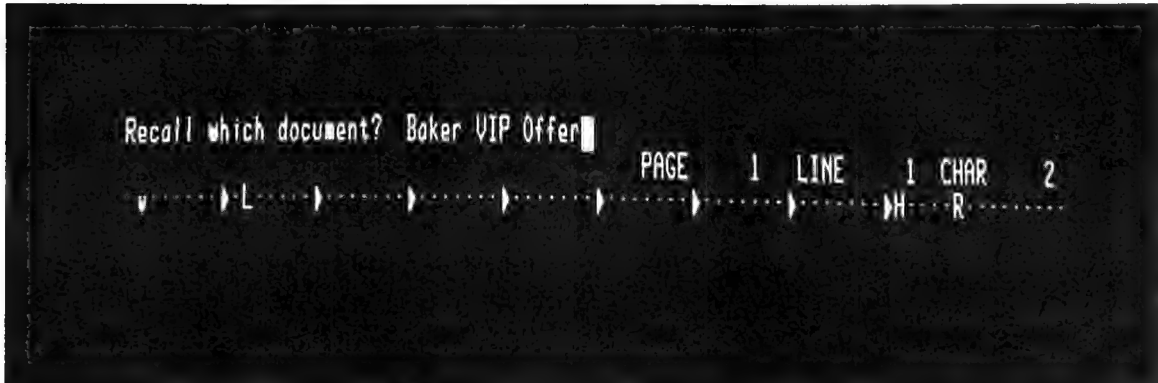 Recall which document?  Baker VIP Offer
PAGE 1 LINE 1 CHAR 2
L H R